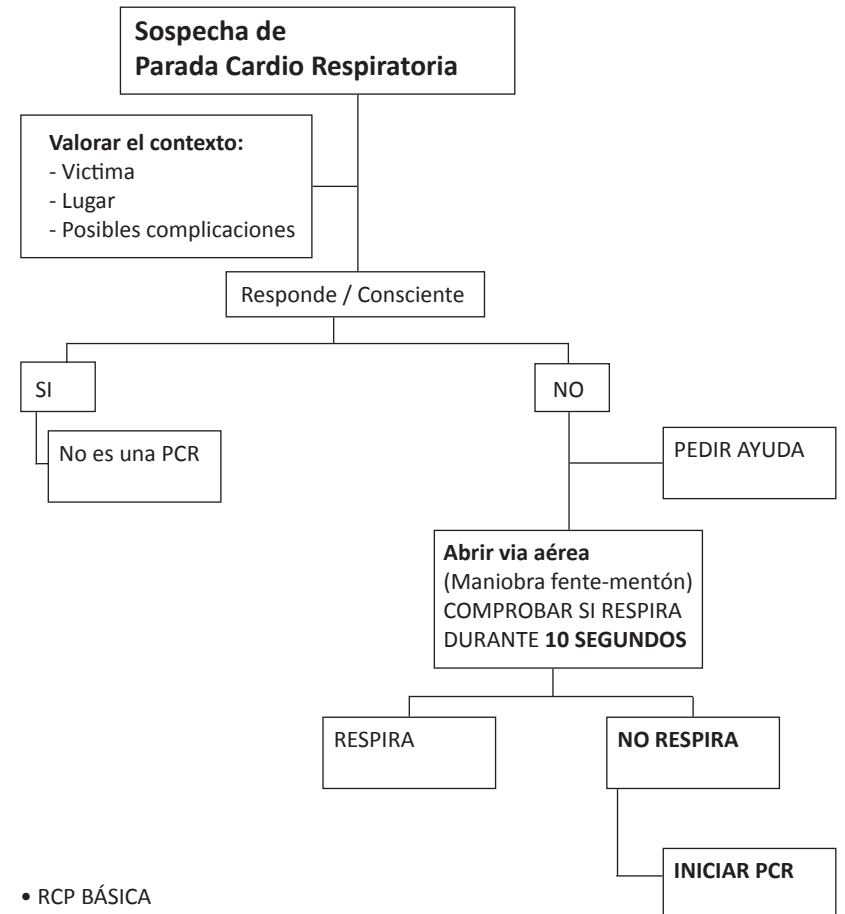 Sospecha de
Parada Cardio Respiratoria
Valorar el contexto:
- Victima
- Lugar
- Posibles complicaciones
Responde / Consciente
SI
NO
No es una PCR
PEDIR AYUDA
Abrir via aérea
(Maniobra fente-mentón)
COMPROBAR SI RESPIRA
DURANTE 10 SEGUNDOS
RESPIRA
NO RESPIRA
INICIAR PCR
• RCP BÁSICA